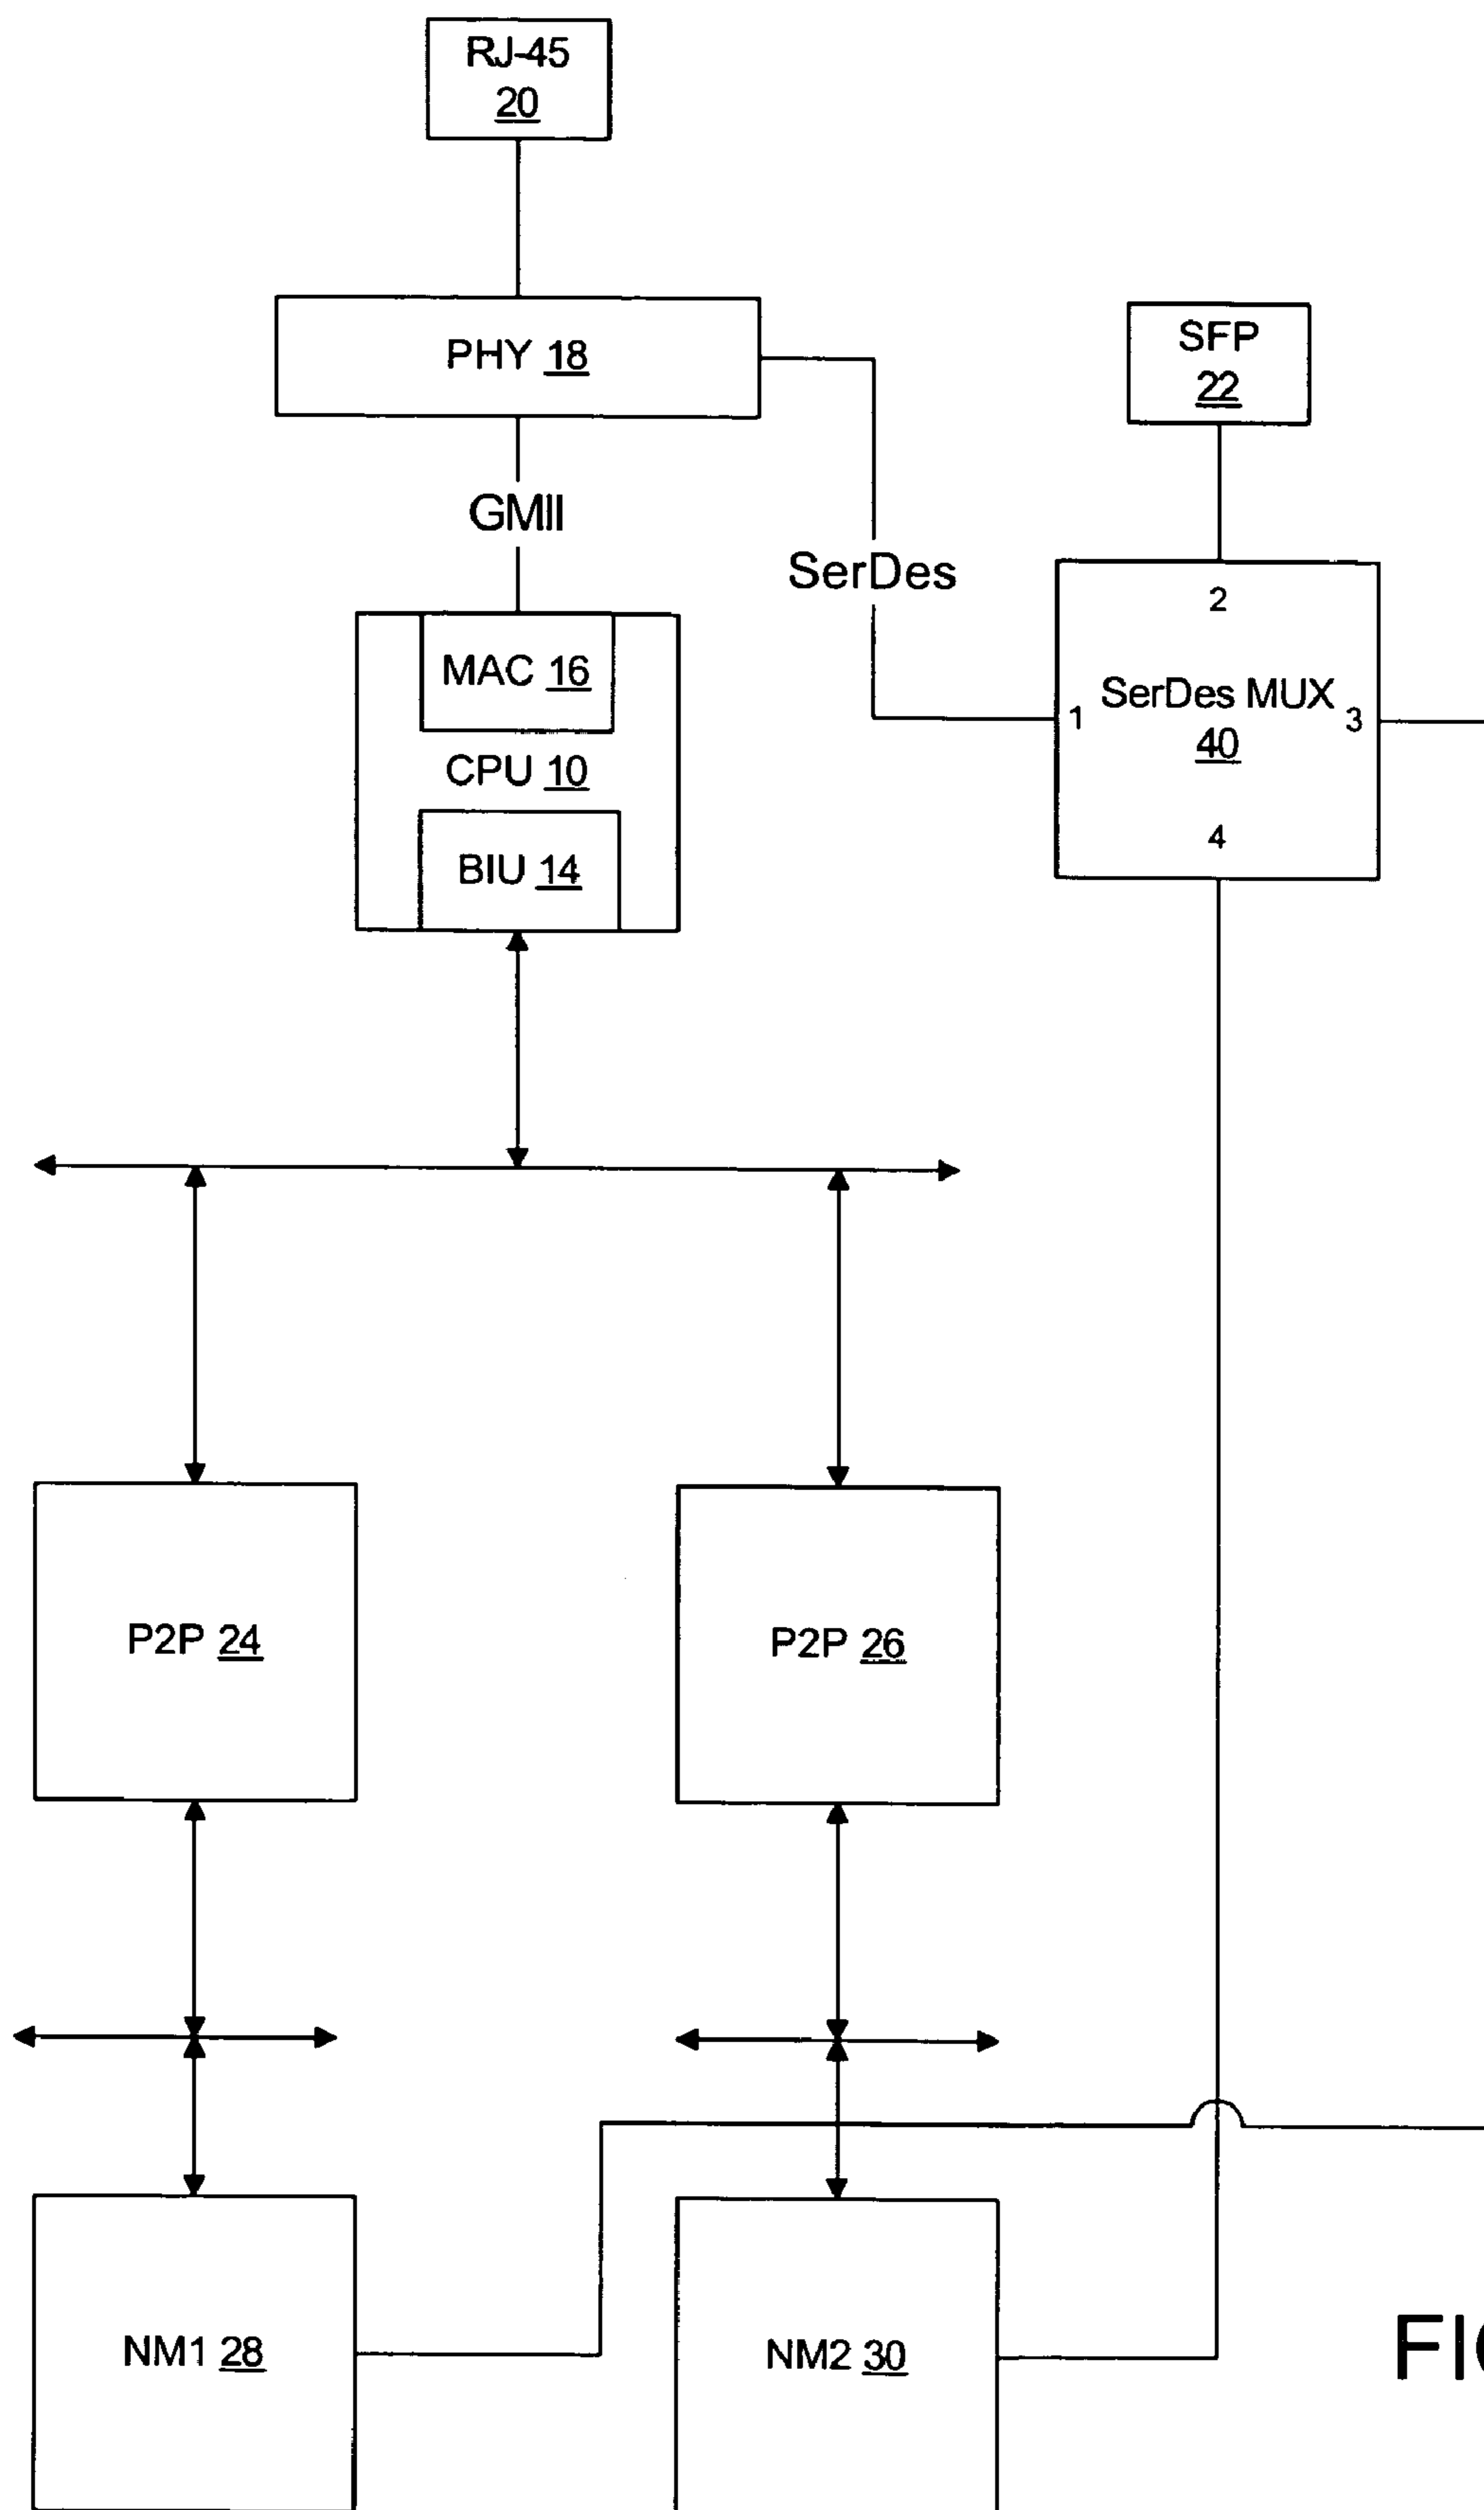 RJ-45
20
PHY 18
SFP
22
GMII
SerDes
2
MAC 16
SerDes MUX
1
3
40
CPU 10
4
BIU 14
P2P 24
P2P 26
NM1 28
NM2 30